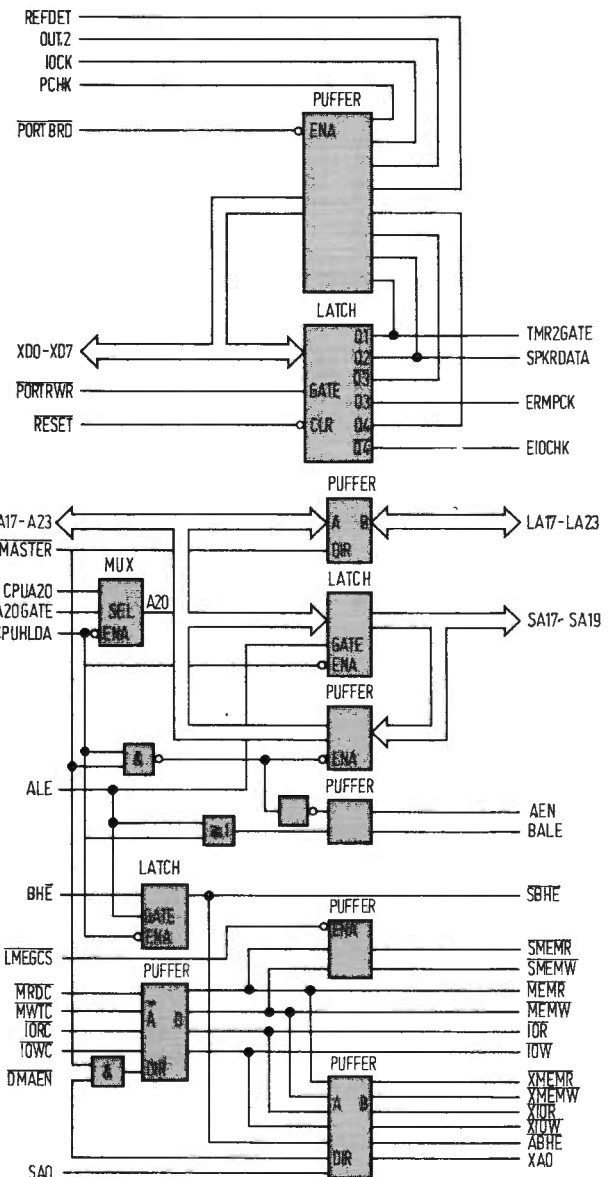 REFDET
OUT2
IOCK
PCHK
PUFFER
PORTBRD
ENA
LATCH
Q1
TMR2GATE
XD0-XD7
Q2
SPKRDATA
Q3
PORTRWR
GATE
Q3
ERMPCK
RESET
CLR
Q4
Q4
EIOCHK
PUFFER
A17-A23
A B
LA17-LA23
MASTER
DIR
MUX
LATCH
CPUA20
A20GATE
SEL
A20
SA17-SA19
CPUHLDA
ENA
GATE
ENA
PUFFER
&
ENA
ALE
PUFFER
AEN
BALE
LATCH
BHE
SBHE
GATE
PUFFER
ENA
ENA
LMEGCS
SMEMR
PUFFER
SMEMW
MRDC
MEMR
MWTC
A
MEMW
IORC
IOR
IOWC
IOW
DIR
PUFFER
DMAEN
&
XMEMR
XMEMW
A B
XIOR
XIOW
ABHE
DIR
XA0
SA0